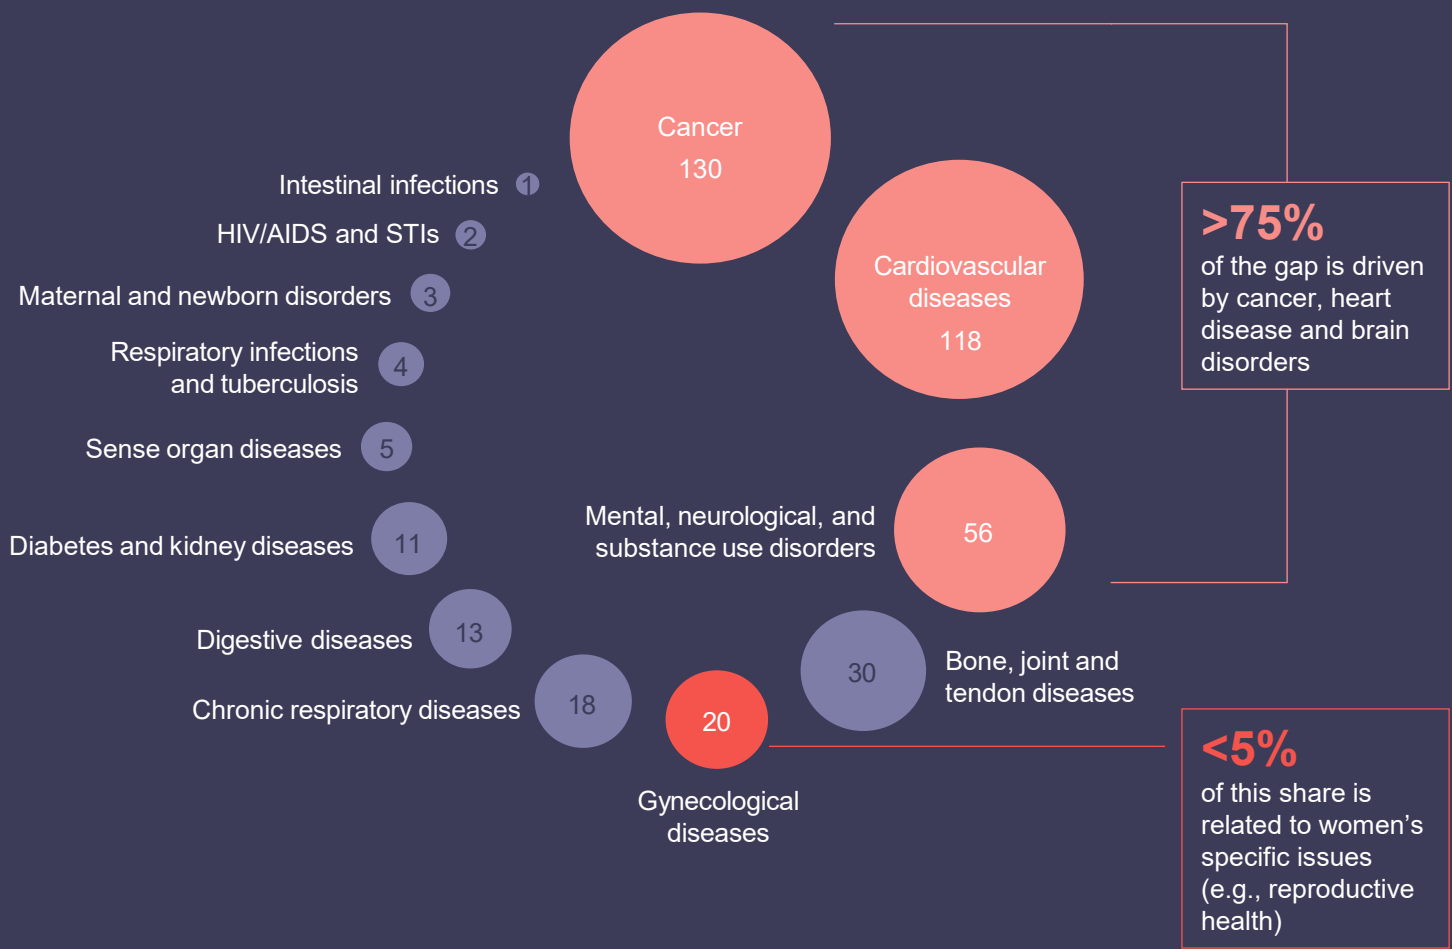 Cancer
130
Cardiovascular
diseases
118
>75%
of the gap is driven
by cancer, heart
disease and brain
disorders
Intestinal infections 1
HIV/AIDS and STIs 2
Maternal and newborn disorders 3
Respiratory infections
and tuberculosis
4
Sense organ diseases 5
Diabetes and kidney diseases 11
Digestive diseases 13
Chronic respiratory diseases 18
Mental, neurological, and
substance use disorders
56
30
Bone, joint and
tendon diseases
20
Gynecological
diseases
<5%
of this share is
related to women’s
specific issues
(e.g., reproductive
health)